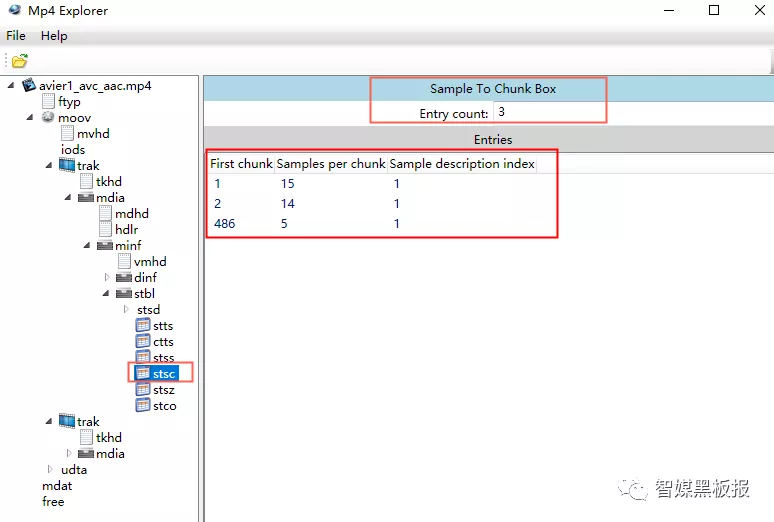 Mp4 Explorer
File Help
avier1_avc_aac.mp4
ftyp
moov
mvhd
iods
trak
tkhd
mdia
mdhd
hdlr
minf
vmhd
dinf
stbl
stsd
stts
ctts
stss
stsc
stsz
stco
trak
tkhd
mdia
udta
mdat
free
Sample To Chunk Box
Entry count: 3
Entries
First chunk Samples per chunk Sample description index
1 15 1
2 14 1
486 5 1
智媒黑板报